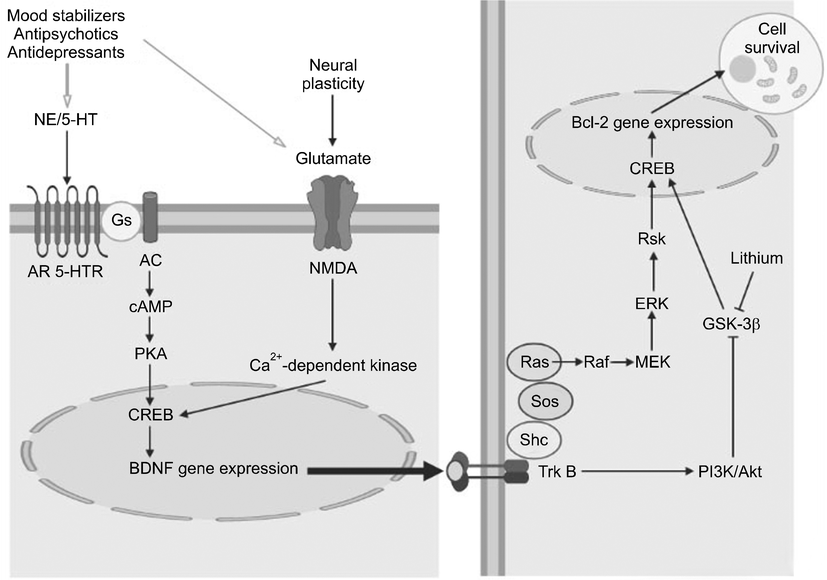 Mood stabilizers
Antipsychotics
Antidepressants
NE/5-HT
Neural
plasticity
Glutamate
Gs
AR 5-HTR
AC
NMDA
cAMP
PKA
Ca²⁺-dependent kinase
CREB
BDNF gene expression
Cell
survival
Bcl-2 gene expression
CREB
Rsk
Lithium
ERK
GSK-3β
Ras
Raf
MEK
Sos
Shc
Trk B
PI3K/Akt